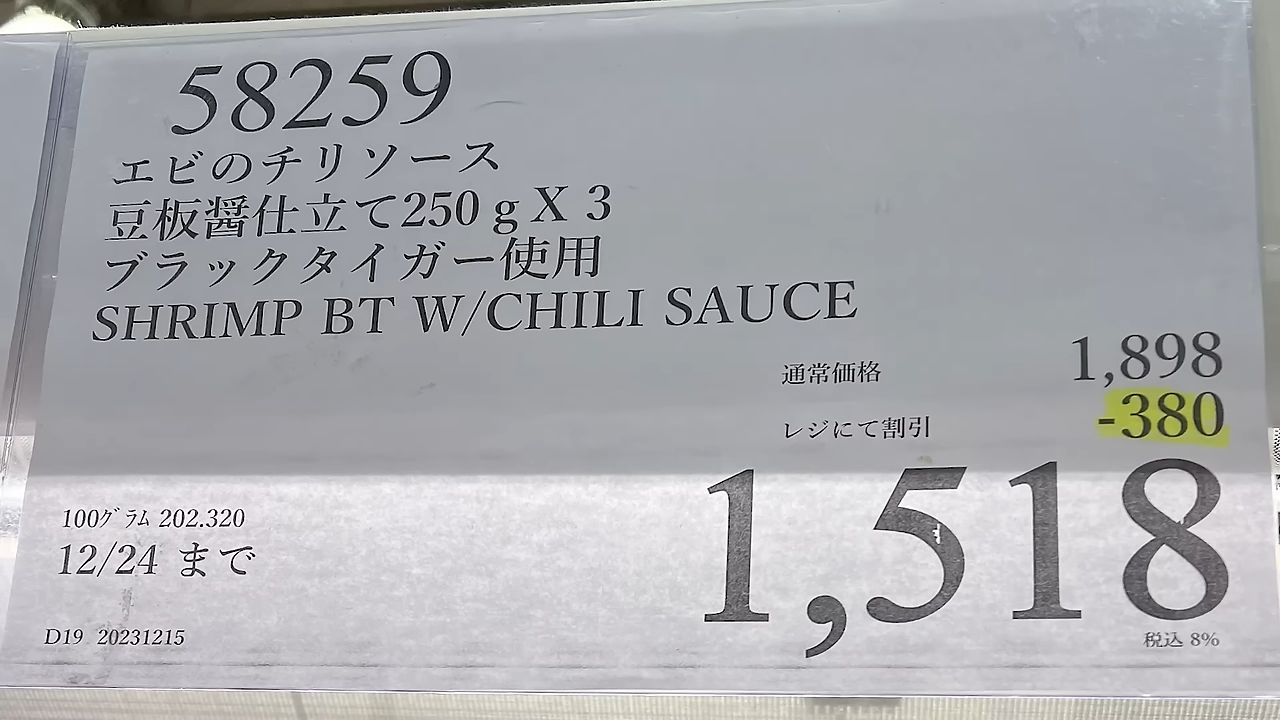 58259
エビのチリソース
豆板醤仕立て250ｇX 3
ブラックタイガー使用
SHRIMP BT W/CHILI SAUCE
通常価格 1,898
レジにて割引 -380
1,518
100ｸﾞﾗﾑ 202.320
12/24 まで
D19 20231215
税込 8%